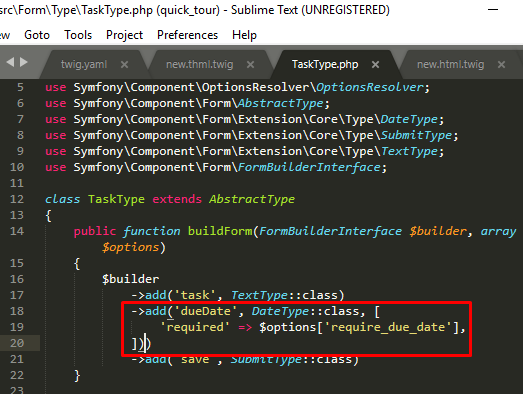 src\Form\Type\TaskType.php (quick_tour) - Sublime Text (UNREGISTERED)
Goto Tools Project Preferences Help
twig.yaml × new.thml.twig × TaskType.php × new.html.twig ×
5 use Symfony\Component\OptionsResolver\OptionsResolver;
6 use Symfony\Component\Form\AbstractType;
7 use Symfony\Component\Form\Extension\Core\Type\DateType;
8 use Symfony\Component\Form\Extension\Core\Type\SubmitType;
9 use Symfony\Component\Form\Extension\Core\Type\TextType;
10 use Symfony\Component\Form\FormBuilderInterface;
11
12 class TaskType extends AbstractType
13 {
14 public function buildForm(FormBuilderInterface $builder, array
$options)
15 {
16 $builder
17 ->add('task', TextType::class)
18 ->add('dueDate', DateType::class, [
19 'required' => $options['require_due_date'],
20 ]))
21 ->add('save', SubmitType::class)
22 }
23